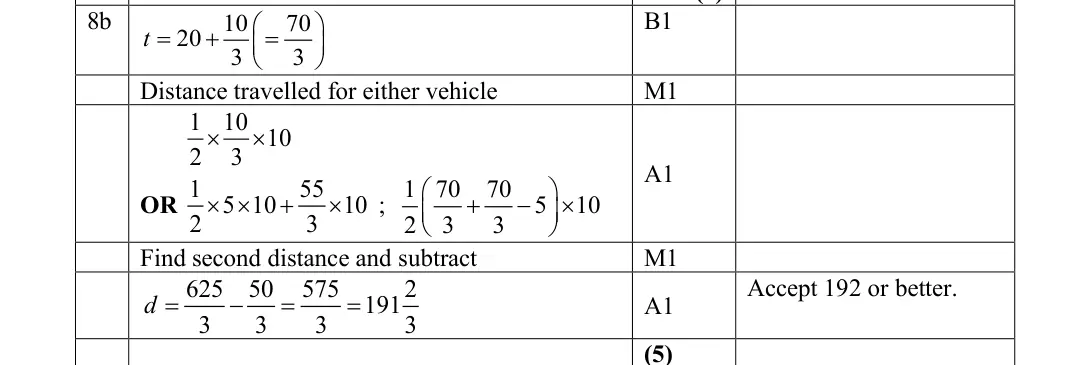 8b t = 20 + 10/3 (= 70/3) B1
Distance travelled for either vehicle M1
1/2 × 10/3 × 10
OR 1/2 × 5 × 10 + 55/3 × 10 ; 1/2 (70/3 + 70/3 − 5) × 10 A1
Find second distance and subtract M1
d = 625/3 − 50/3 = 575/3 = 191 2/3 A1 Accept 192 or better.
(5)